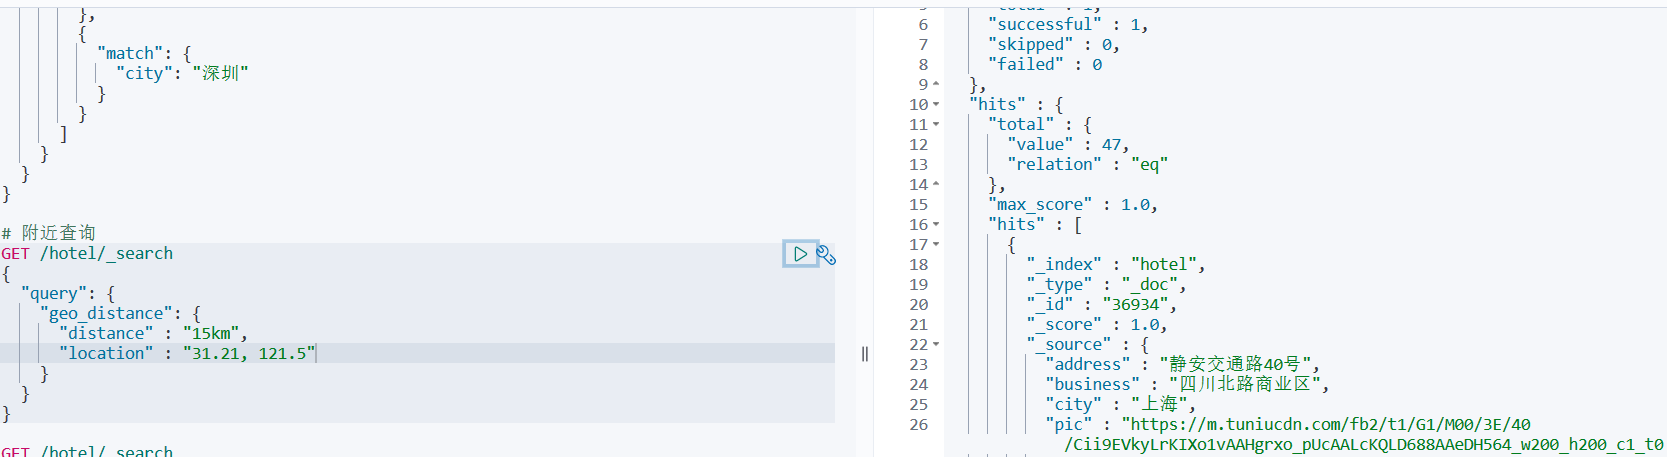 },
{
"match": {
"city": "深圳"
}
}
]
}
}
}
# 附近查询
GET /hotel/_search
{
"query": {
"geo_distance": {
"distance" : "15km",
"location" : "31.21, 121.5"
}
}
}
GET /hotel/_search
5 "total" : 1,
6 "successful" : 1,
7 "skipped" : 0,
8 "failed" : 0
9 },
10 "hits" : {
11 "total" : {
12 "value" : 47,
13 "relation" : "eq"
14 },
15 "max_score" : 1.0,
16 "hits" : [
17 {
18 "_index" : "hotel",
19 "_type" : "_doc",
20 "_id" : "36934",
21 "_score" : 1.0,
22 "_source" : {
23 "address" : "静安交通路40号",
24 "business" : "四川北路商业区",
25 "city" : "上海",
26 "pic" : "https://m.tuniucdn.com/fb2/t1/G1/M00/3E/40
/Cii9EVkyLrKIXo1vAAHgrxo_pUcAALcKQLD688AAeDH564_w200_h200_c1_t0